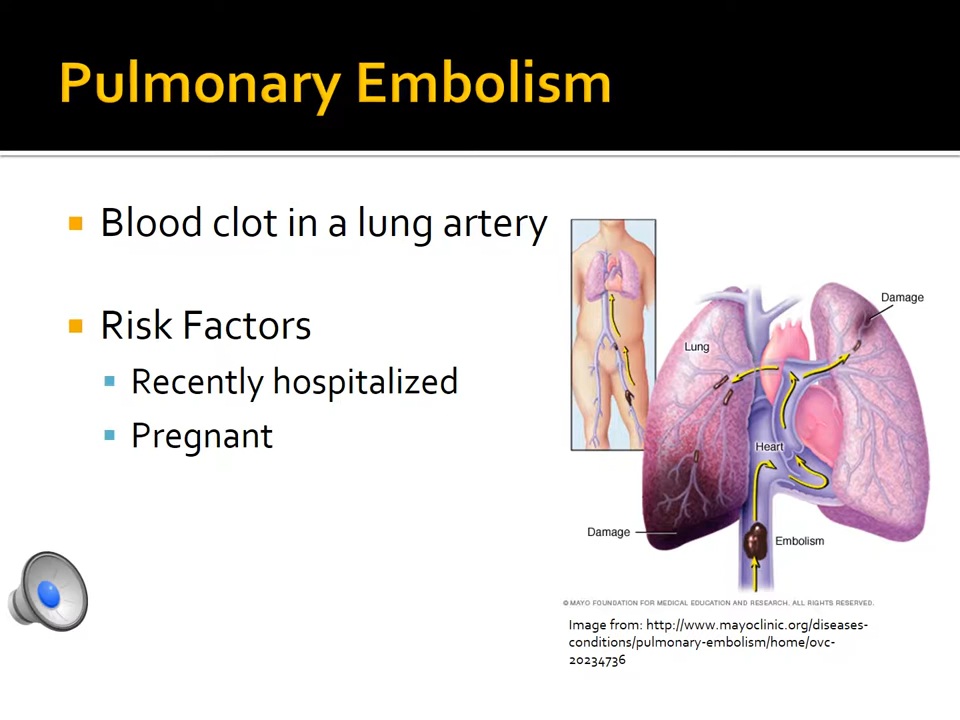 Pulmonary Embolism
Blood clot in a lung artery
Risk Factors
Recently hospitalized
Pregnant
Damage
Lung
Heart
Damage
Embolism
© MAYO FOUNDATION FOR MEDICAL EDUCATION AND RESEARCH. ALL RIGHTS RESERVED.
Image from: http://www.mayoclinic.org/diseases-
conditions/pulmonary-embolism/home/ovc-
20234736